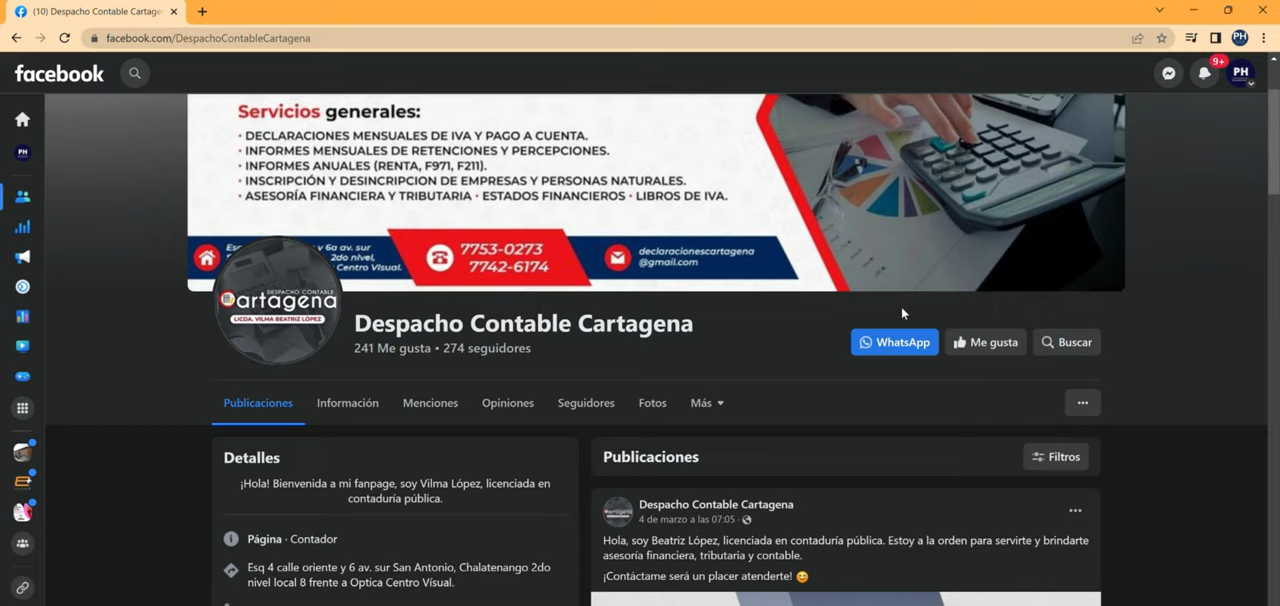 (10) Despacho Contable Cartage
facebook.com/DespachoContableCartagena
PH
facebook
9+
PH
PH
Servicios generales:
• DECLARACIONES MENSUALES DE IVA Y PAGO A CUENTA.
• INFORMES MENSUALES DE RETENCIONES Y PERCEPCIONES.
• INFORMES ANUALES (RENTA, F971, F211).
• INSCRIPCIÓN Y DESINCRIPCION DE EMPRESAS Y PERSONAS NATURALES.
• ASESORÍA FINANCIERA Y TRIBUTARIA • ESTADOS FINANCIEROS • LIBROS DE IVA.
y 6a av. sur
2do nivel,
Centro Visual.
7753-0273
7742-6174
declaracionescartagena
@gmail.com
DESPACHO CONTABLE
Cartagena
LICDA. VILMA BEATRIZ LÓPEZ
Despacho Contable Cartagena
241 Me gusta • 274 seguidores
WhatsApp
Me gusta
Buscar
Publicaciones Información Menciones Opiniones Seguidores Fotos Más
Detalles
¡Hola! Bienvenida a mi fanpage, soy Vilma López, licenciada en
contaduría pública.
Página · Contador
Esq 4 calle oriente y 6 av. sur San Antonio, Chalatenango 2do
nivel local 8 frente a Optica Centro Vísual.
Publicaciones
Filtros
Despacho Contable Cartagena
4 de marzo a las 07:05 ·
Hola, soy Beatriz López, licenciada en contaduría pública. Estoy a la orden para servirte y brindarte
asesoría financiera, tributaria y contable.
¡Contáctame será un placer atenderte! 😊